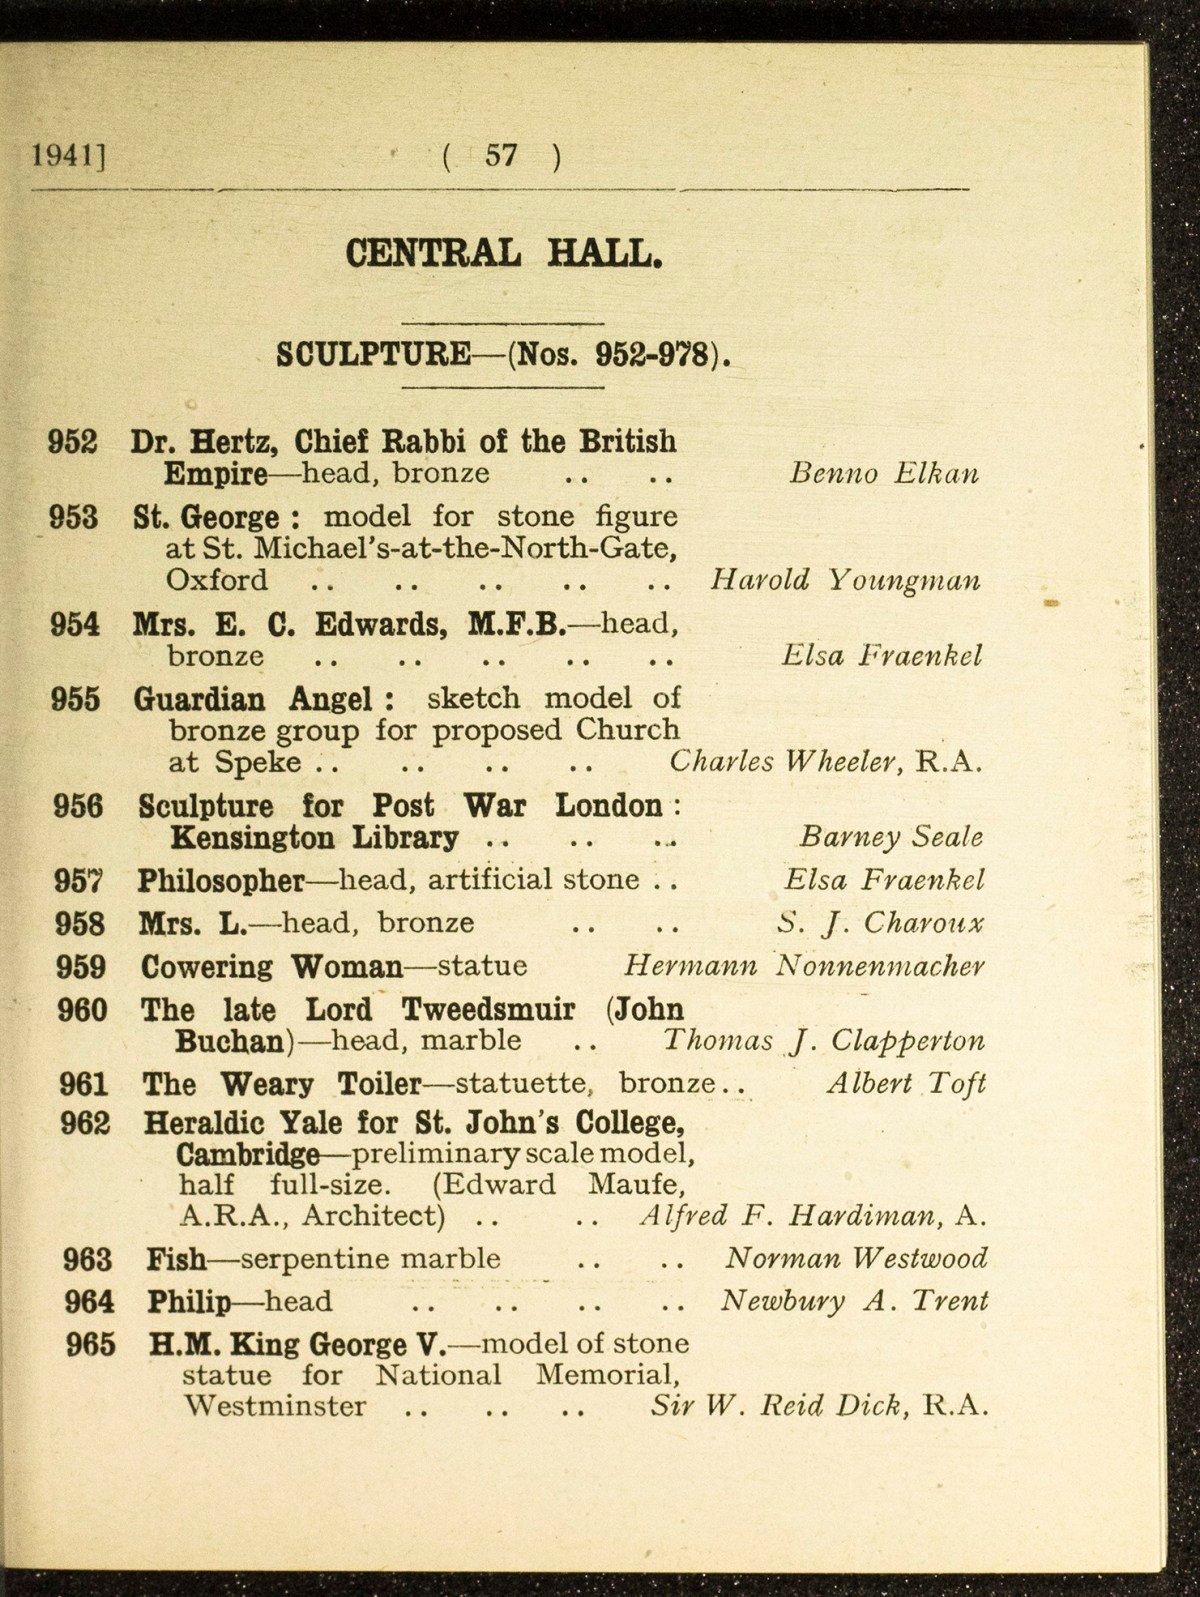 1941] ( 57 )
CENTRAL HALL.
SCULPTURE—(Nos. 952-978).
952 Dr. Hertz, Chief Rabbi of the British
Empire—head, bronze .. .. Benno Elkan
953 St. George : model for stone figure
at St. Michael's-at-the-North-Gate,
Oxford .. .. .. .. .. Harold Youngman
954 Mrs. E. C. Edwards, M.F.B.—head,
bronze .. .. .. .. .. Elsa Fraenkel
955 Guardian Angel : sketch model of
bronze group for proposed Church
at Speke .. .. .. .. Charles Wheeler, R.A.
956 Sculpture for Post War London :
Kensington Library .. .. .. Barney Seale
957 Philosopher—head, artificial stone .. Elsa Fraenkel
958 Mrs. L.—head, bronze .. .. S. J. Charoux
959 Cowering Woman—statue Hermann Nonnenmacher
960 The late Lord Tweedsmuir (John
Buchan)—head, marble .. Thomas J. Clapperton
961 The Weary Toiler—statuette, bronze .. Albert Toft
962 Heraldic Yale for St. John's College,
Cambridge—preliminary scale model,
half full-size. (Edward Maufe,
A.R.A., Architect) .. .. Alfred F. Hardiman, A.
963 Fish—serpentine marble .. .. Norman Westwood
964 Philip—head .. .. .. .. Newbury A. Trent
965 H.M. King George V.—model of stone
statue for National Memorial,
Westminster .. .. .. Sir W. Reid Dick, R.A.